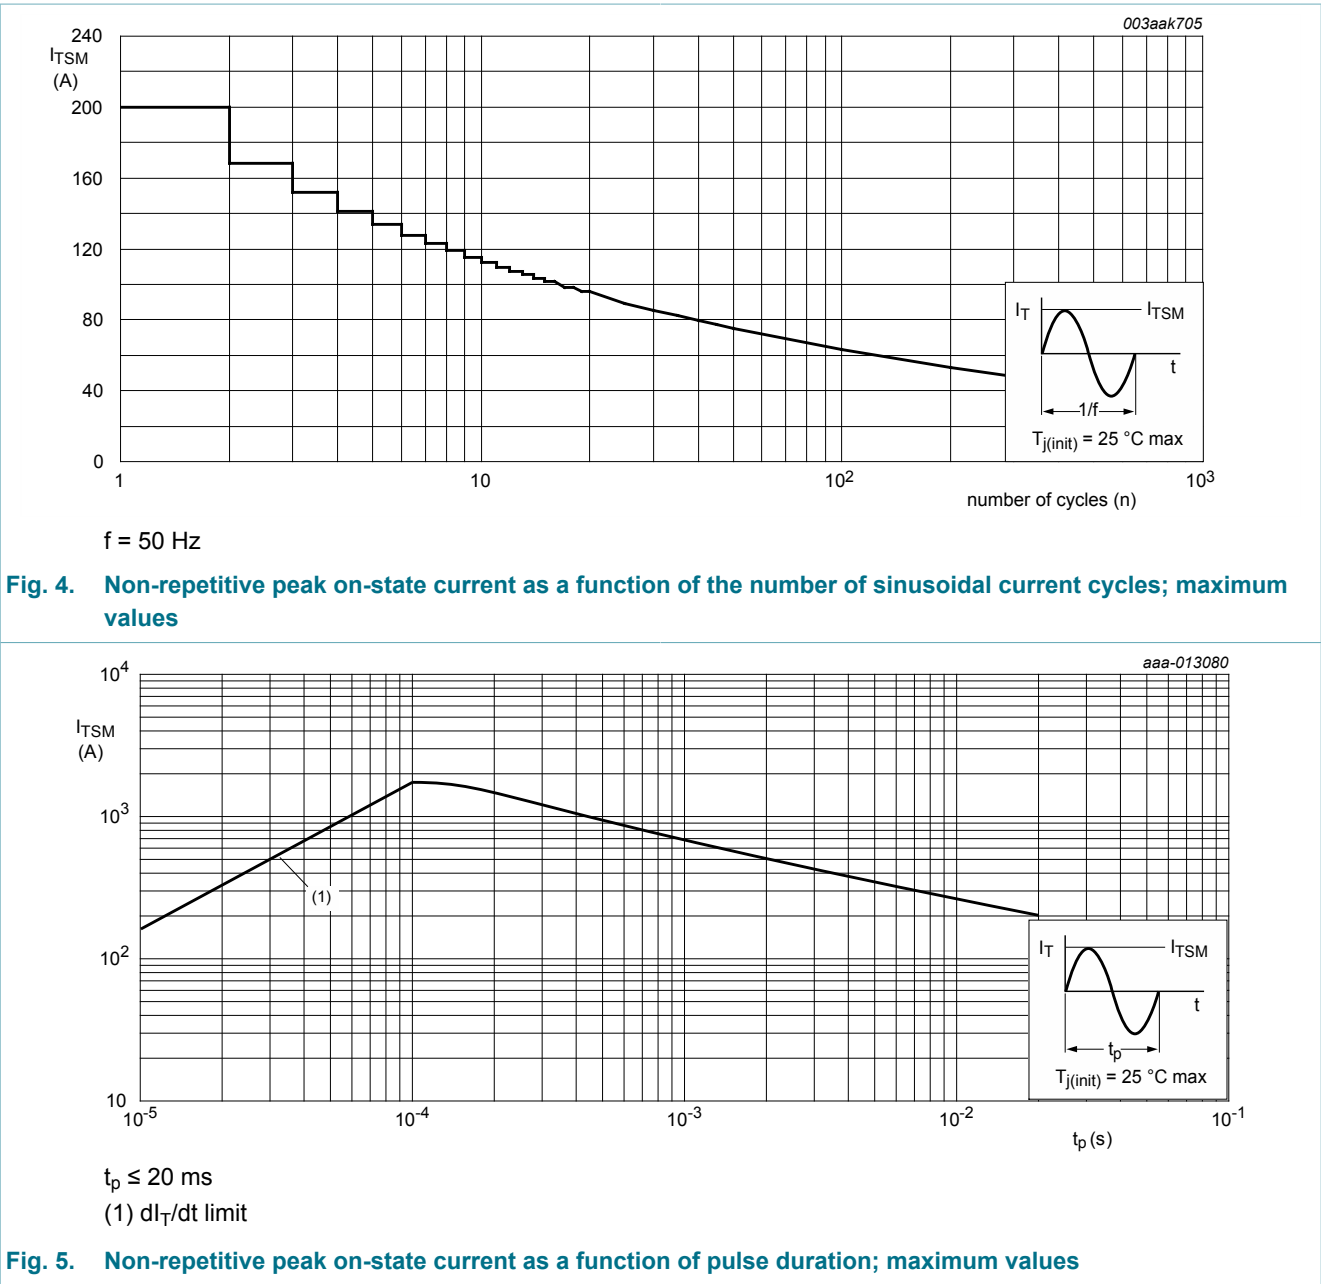 003aak705
240
ITSM
(A)
200
160
120
80
40
0
1
10
10²
10³
number of cycles (n)
IT
ITSM
t
1/f
Tj(init) = 25 °C max
f = 50 Hz
Fig. 4. Non-repetitive peak on-state current as a function of the number of sinusoidal current cycles; maximum
values
aaa-013080
10⁴
ITSM
(A)
10³
10²
10
10⁻⁵
10⁻⁴
10⁻³
10⁻²
10⁻¹
tp (s)
(1)
IT
ITSM
t
tp
Tj(init) = 25 °C max
tp ≤ 20 ms
(1) dIT/dt limit
Fig. 5. Non-repetitive peak on-state current as a function of pulse duration; maximum values